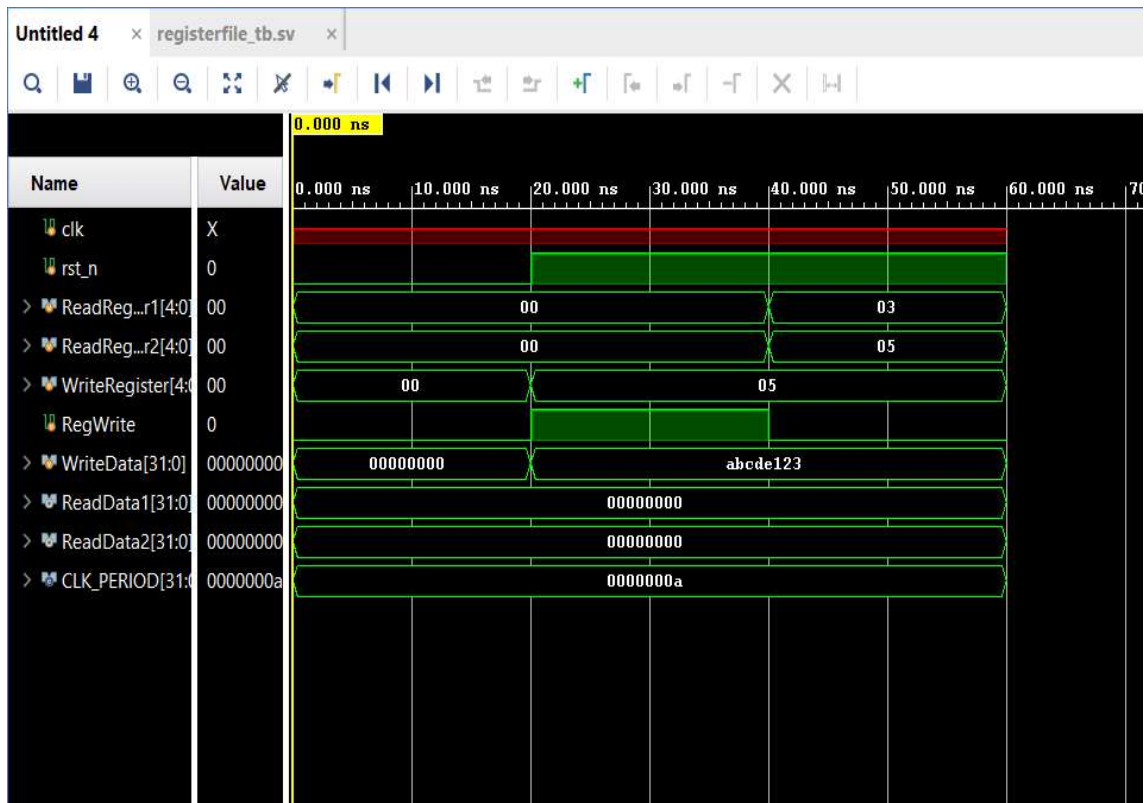 Untitled 4 × registerfile_tb.sv ×
0.000 ns
Name Value
0.000 ns 10.000 ns 20.000 ns 30.000 ns 40.000 ns 50.000 ns 60.000 ns 70
clk X
rst_n 0
ReadReg...r1[4:0] 00 00 03
ReadReg...r2[4:0] 00 00 05
WriteRegister[4:0 00 00 05
RegWrite 0
WriteData[31:0] 00000000 00000000 abcde123
ReadData1[31:0] 00000000 00000000
ReadData2[31:0] 00000000 00000000
CLK_PERIOD[31:0 0000000a 0000000a